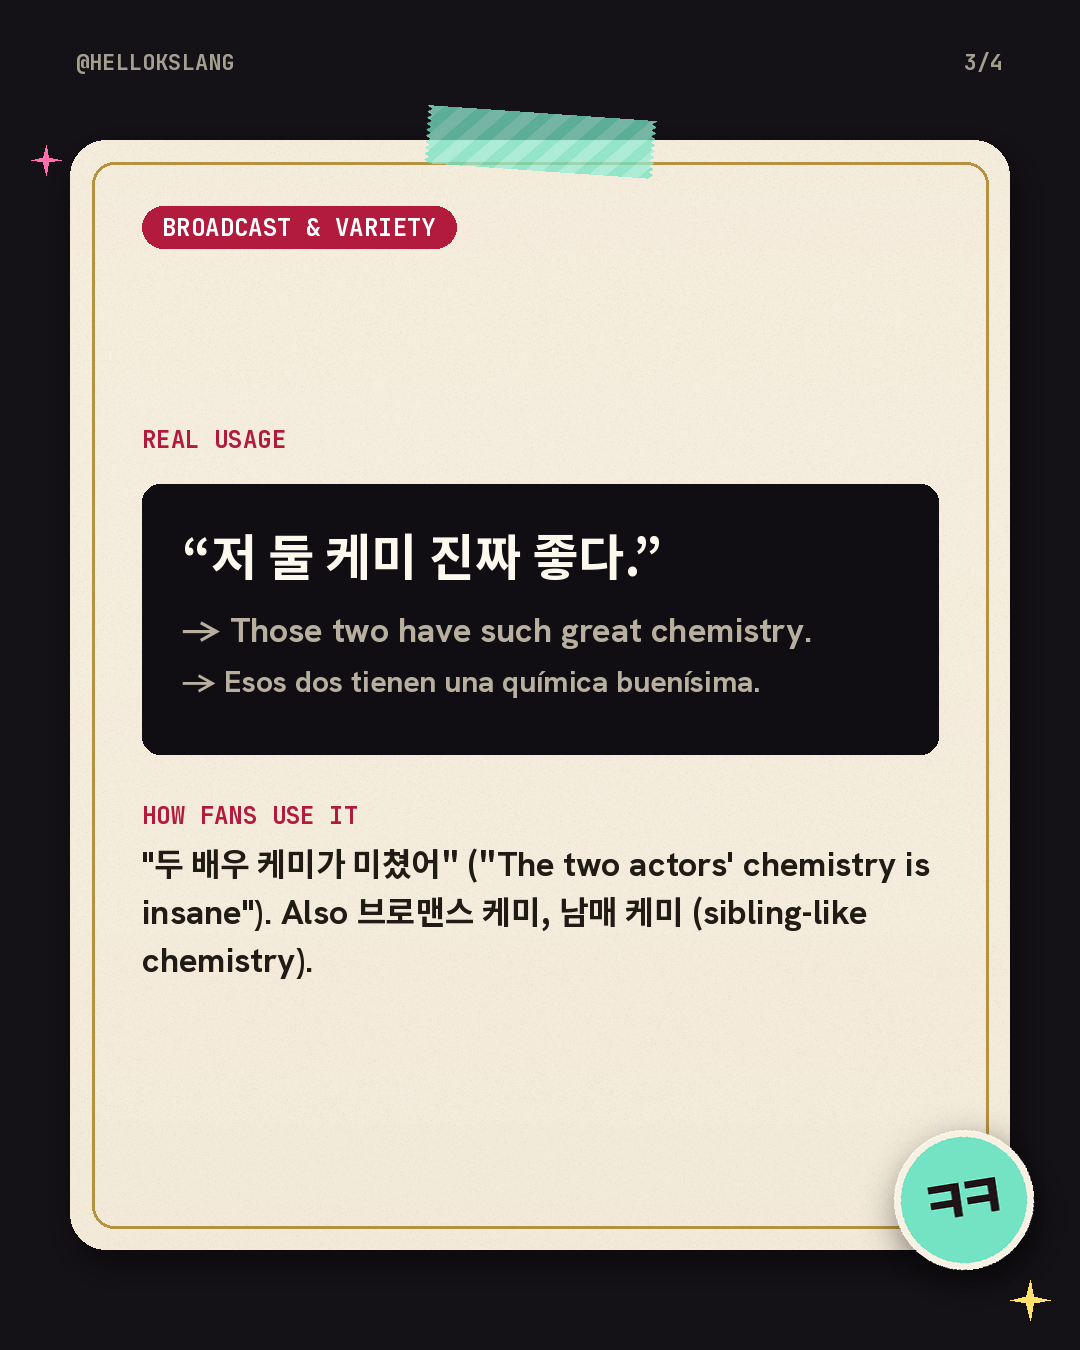 @HELLOKSLANG
3/4
BROADCAST & VARIETY
REAL USAGE
“저 둘 케미 진짜 좋다.”
→ Those two have such great chemistry.
→ Esos dos tienen una química buenísima.
HOW FANS USE IT
"두 배우 케미가 미쳤어" ("The two actors' chemistry is
insane"). Also 브로맨스 케미, 남매 케미 (sibling-like
chemistry).
ㅋㅋ